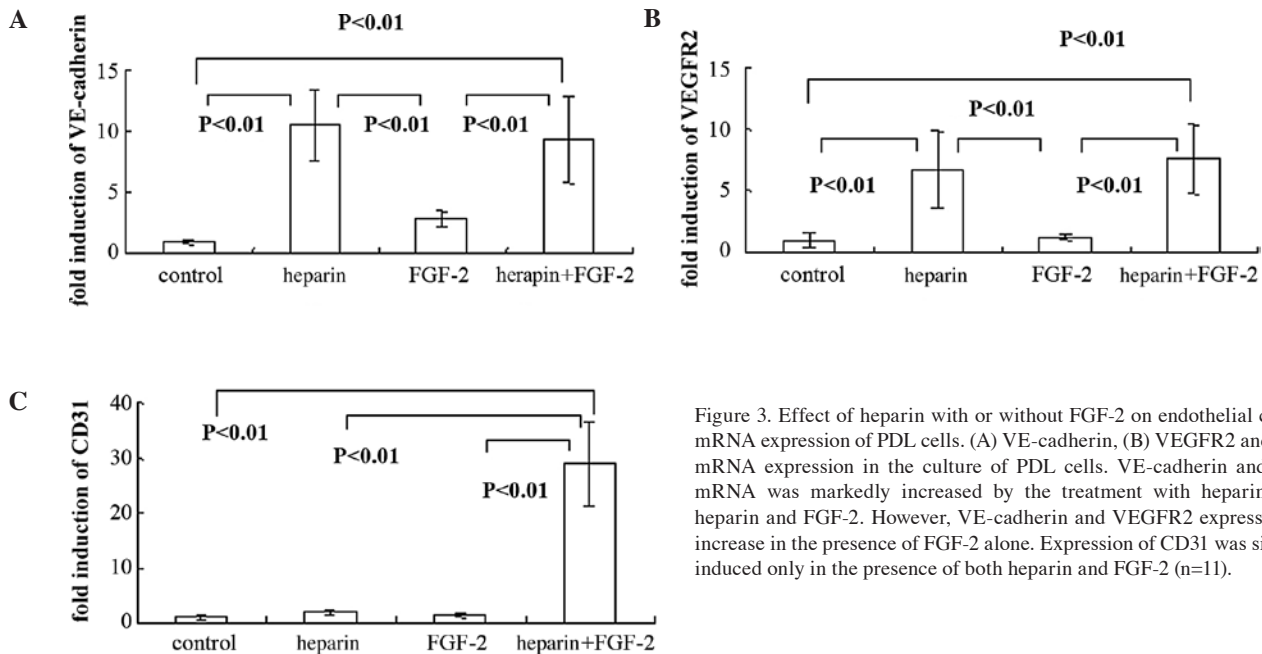 A
fold induction of VE-cadherin
P<0.01
15
10
5
0
P<0.01 P<0.01 P<0.01
control heparin FGF-2 herapin+FGF-2
B
fold induction of VEGFR2
P<0.01
15
10
5
0
P<0.01
P<0.01 P<0.01
control heparin FGF-2 heparin+FGF-2
C
fold induction of CD31
40
30
20
10
0
P<0.01
P<0.01
P<0.01
control heparin FGF-2 heparin+FGF-2
Figure 3. Effect of heparin with or without FGF-2 on endothelial
mRNA expression of PDL cells. (A) VE-cadherin, (B) VEGFR2 and
mRNA expression in the culture of PDL cells. VE-cadherin and
mRNA was markedly increased by the treatment with heparin
heparin and FGF-2. However, VE-cadherin and VEGFR2
increase in the presence of FGF-2 alone. Expression of CD31 was
induced only in the presence of both heparin and FGF-2 (n=11).